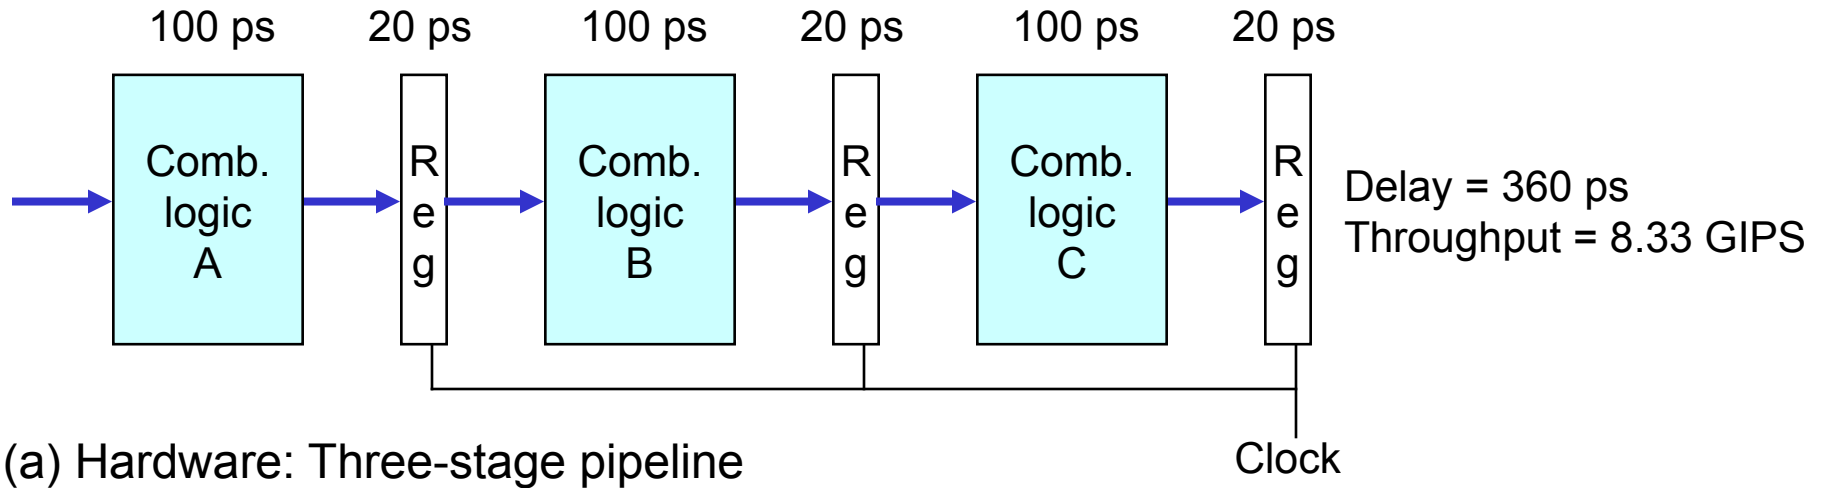 100 ps 20 ps 100 ps 20 ps 100 ps 20 ps
Comb.
logic
A
R
e
g
Comb.
logic
B
R
e
g
Comb.
logic
C
R
e
g
Delay = 360 ps
Throughput = 8.33 GIPS
Clock
(a) Hardware: Three-stage pipeline